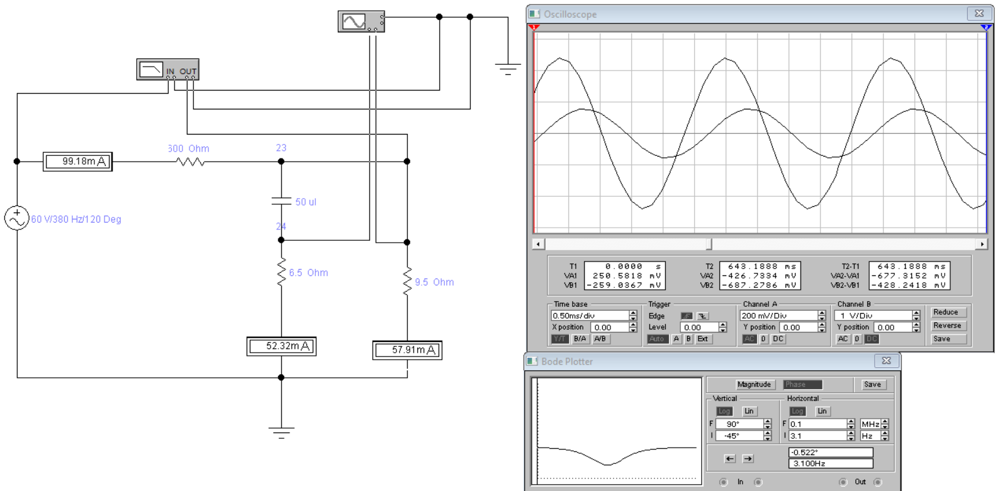 IN OUT
99.18m A
600 Ohm
23
50 ul
60 V/380 Hz/120 Deg
24
6.5 Ohm
9.5 Ohm
52.32m A
57.91m A
Oscilloscope
1
2
T1 0.0000 s
VA1 250.5818 mV
VB1 -259.0367 mV
T2 643.1888 ms
VA2 -426.7334 mV
VB2 -687.2786 mV
T2-T1 643.1888 ms
VA2-VA1 -677.3152 mV
VB2-VB1 -428.2418 mV
Time base
0.50ms/div
X position 0.00
Y/T B/A A/B
Trigger
Edge
Level 0.00
Auto A B Ext
Channel A
200 mV/Div
Y position 0.00
AC 0 DC
Channel B
1 V/Div
Y position 0.00
AC 0 DC
Reduce
Reverse
Save
Bode Plotter
Magnitude Phase Save
Vertical
Log Lin
F 90°
I -45°
Horizontal
Log Lin
F 0.1 MHz
I 3.1 Hz
-0.522°
3.100Hz
In Out